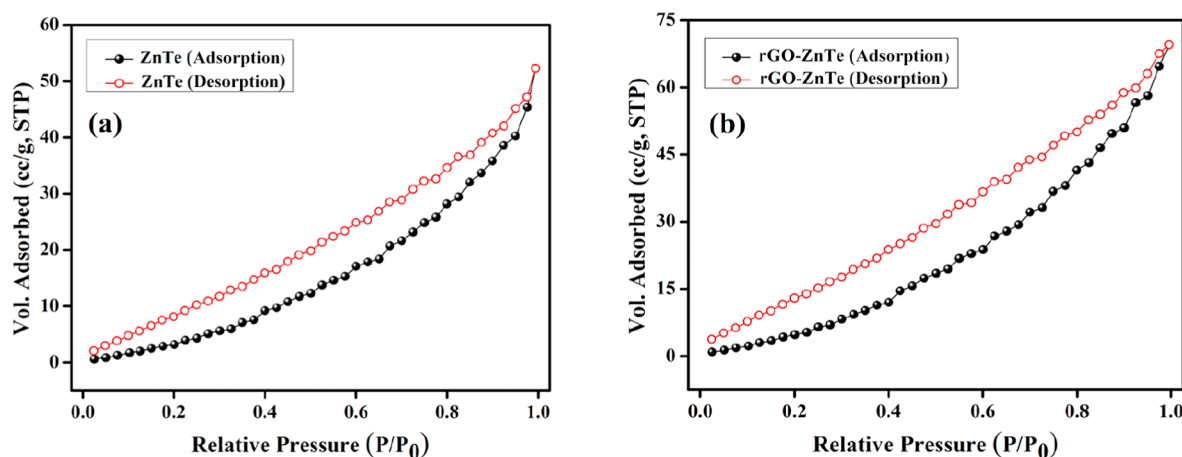 60
50
40
30
20
10
0
Vol. Adsorbed (cc/g, STP)
ZnTe (Adsorption)
ZnTe (Desorption)
(a)
0.0 0.2 0.4 0.6 0.8 1.0
Relative Pressure (P/P0)
75
60
45
30
15
0
Vol. Adsorbed (cc/g, STP)
rGO-ZnTe (Adsorption)
rGO-ZnTe (Desorption)
(b)
0.0 0.2 0.4 0.6 0.8 1.0
Relative Pressure (P/P0)